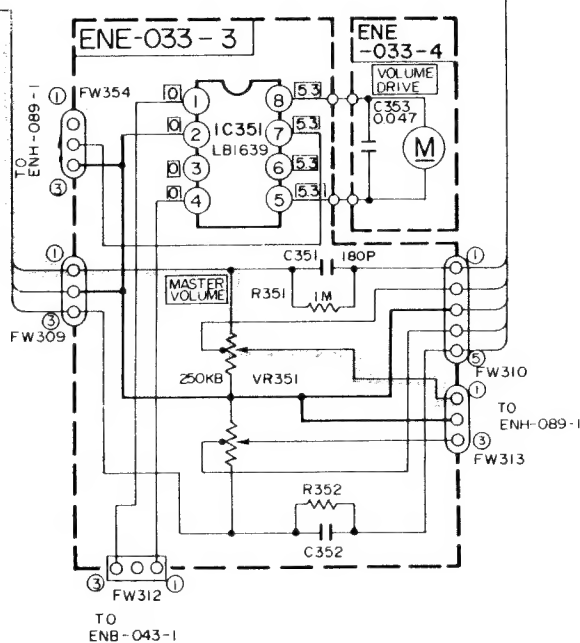 ENE-033-3
ENE
-033-4
VOLUME
DRIVE
C353
0.047
M
FW354
①
③
TO
ENH-089-1
0
0
0
0
1
2
3
4
IC351
LB1639
8
7
6
5
5.3
5.3
5.3
5.3
①
③
FW309
MASTER
VOLUME
C351
180P
R351
1M
250KB
VR351
①
⑤
FW310
①
③
FW313
TO
ENH-089-1
R352
C352
③
①
FW312
TO
ENB-043-1